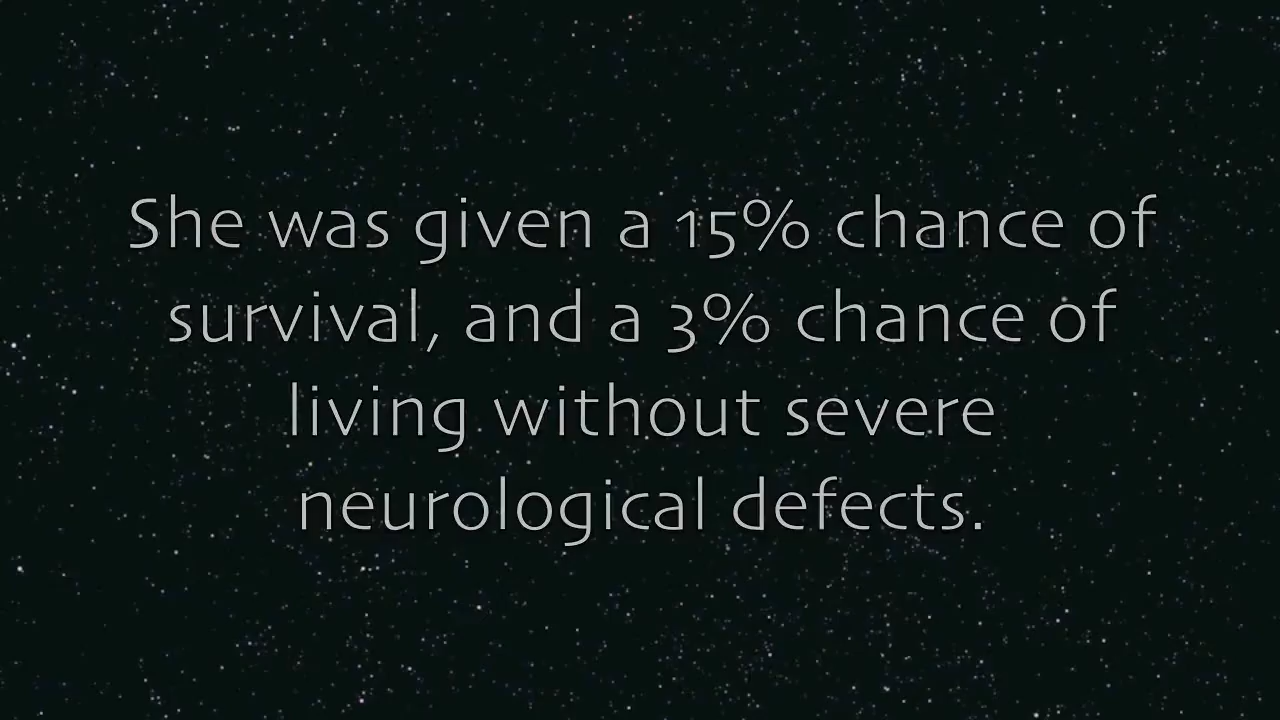 She was given a 15% chance of
survival, and a 3% chance of
living without severe
neurological defects.